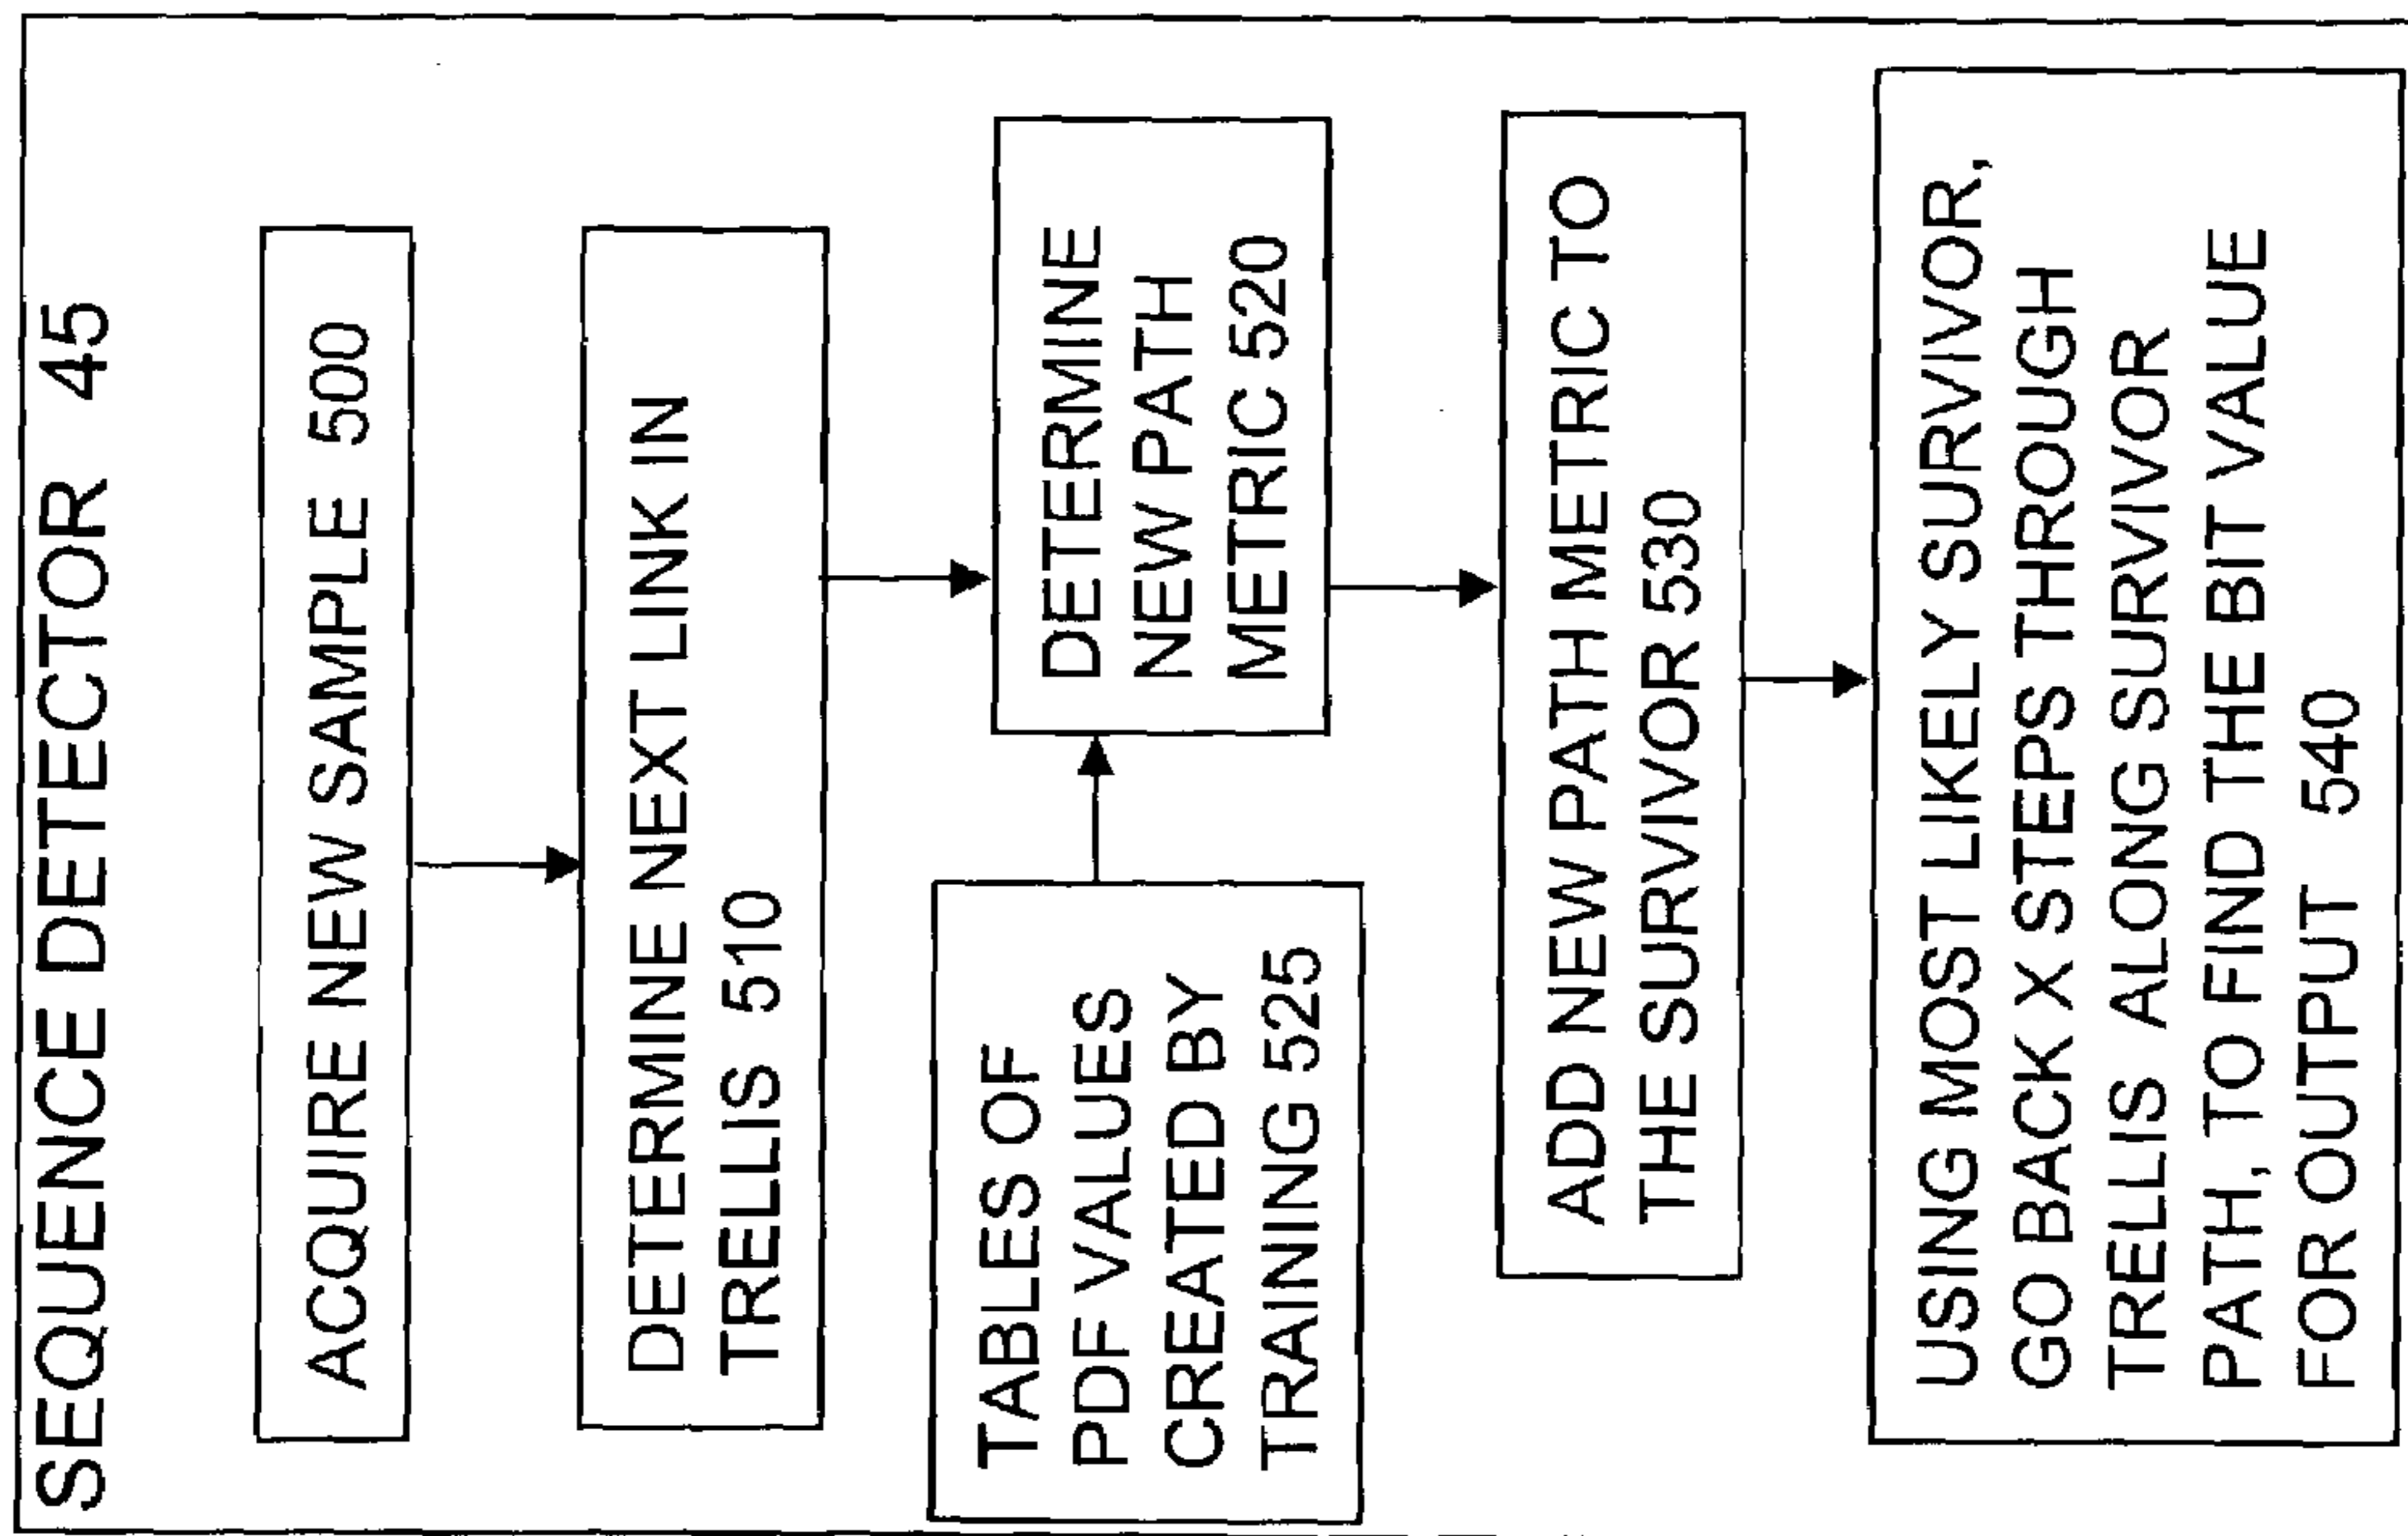 SEQUENCE DETECTOR 45
ACQUIRE NEW SAMPLE 500
DETERMINE NEXT LINK IN
TRELLIS 510
TABLES OF
PDF VALUES
CREATED BY
TRAINING 525
DETERMINE
NEW PATH
METRIC 520
ADD NEW PATH METRIC TO
THE SURVIVOR 530
USING MOST LIKELY SURVIVOR,
GO BACK X STEPS THROUGH
TRELLIS ALONG SURVIVOR
PATH, TO FIND THE BIT VALUE
FOR OUTPUT 540